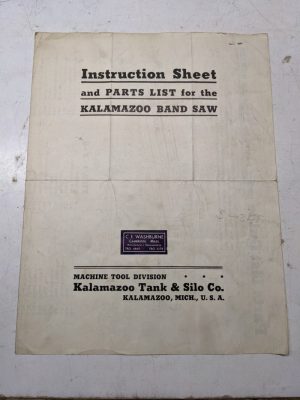 Instruction Sheet
and PARTS LIST for the
KALAMAZOO BAND SAW
C. E. WASHBURNE
MACHINE TOOL DIVISION
Kalamazoo Tank & Silo Co.
KALAMAZOO, MICH., U. S. A.